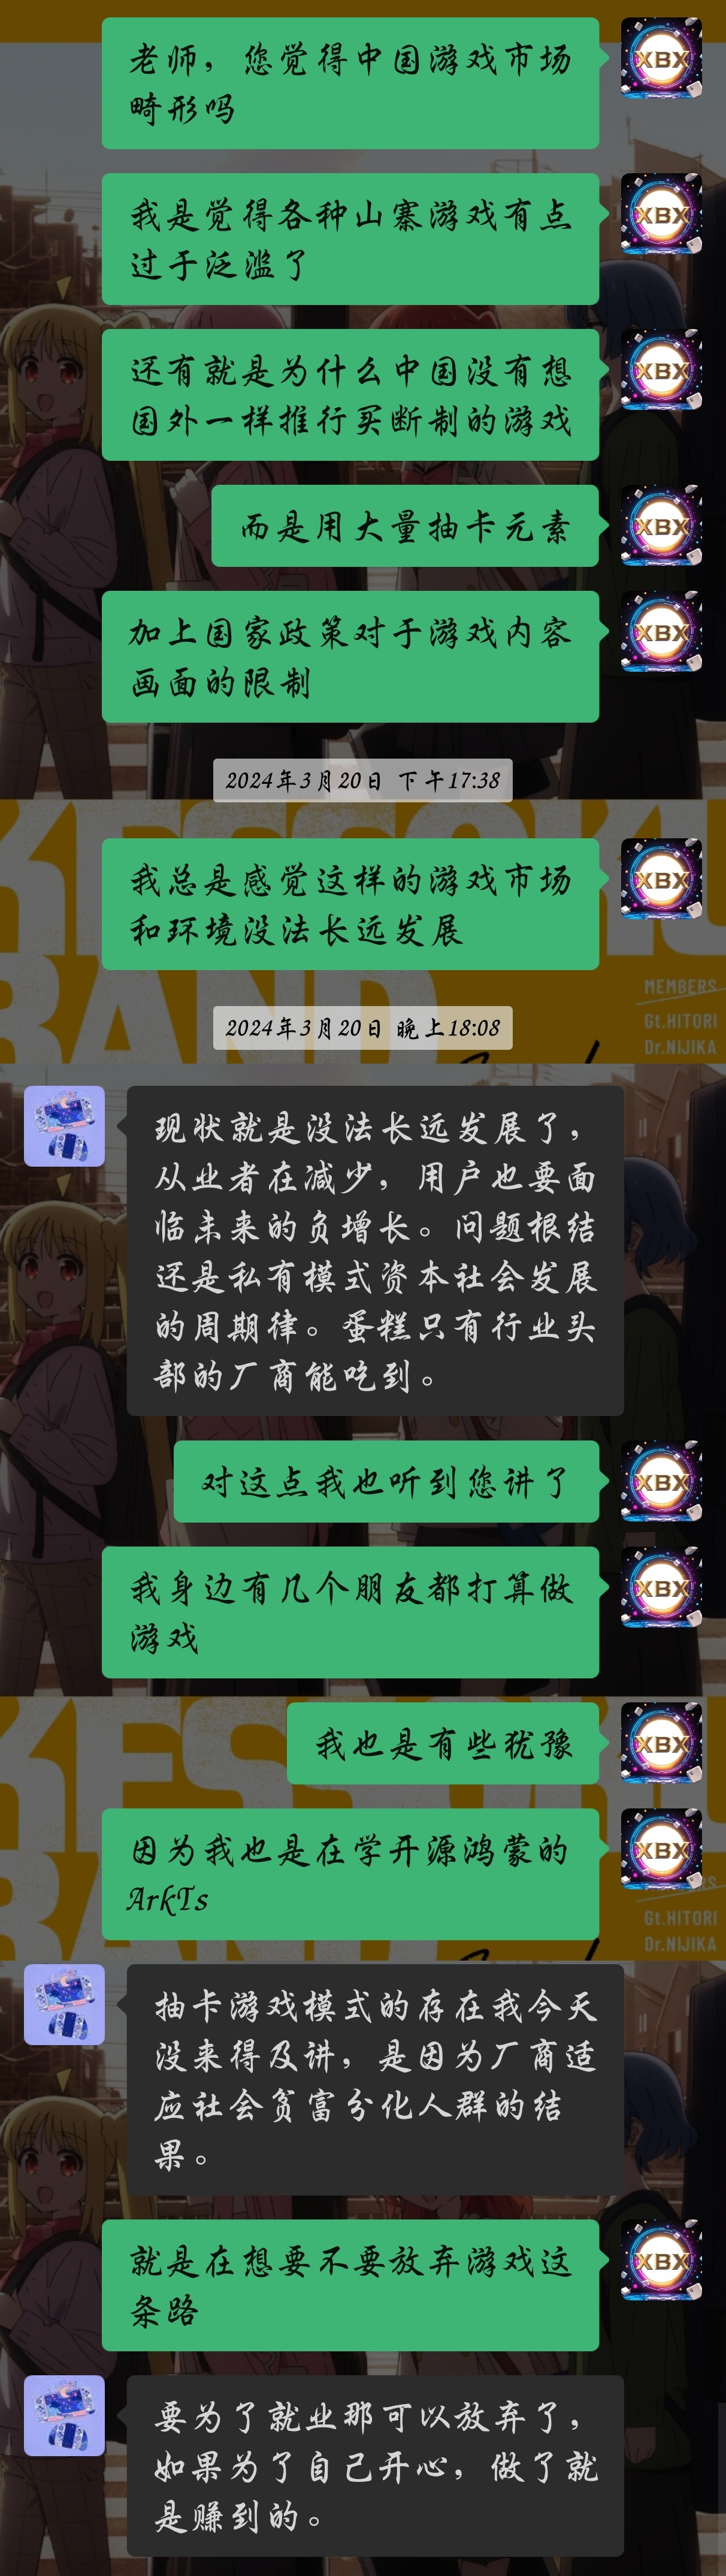 老师，您觉得中国游戏市场
畸形吗
XBX
我是觉得各种山寨游戏有点
过于泛滥了
XBX
还有就是为什么中国没有想
国外一样推行买断制的游戏
XBX
而是用大量抽卡元素
XBX
加上国家政策对于游戏内容
画面的限制
XBX
2024年3月20日 下午17:38
我总是感觉这样的游戏市场
和环境没法长远发展
XBX
BAND
MEMBERS
Gt.HITORI
Dr.NIJIKA
2024年3月20日 晚上18:08
现状就是没法长远发展了，
从业者在减少，用户也要面
临未来的负增长。问题根结
还是私有模式资本社会发展
的周期律。蛋糕只有行业头
部的厂商能吃到。
对这点我也听到您讲了
XBX
我身边有几个朋友都打算做
游戏
XBX
我也是有些犹豫
XBX
因为我也是在学开源鸿蒙的
ArkTs
XBX
Gt.HITORI
Dr.NIJIKA
抽卡游戏模式的存在我今天
没来得及讲，是因为厂商适
应社会贫富分化人群的结
果。
就是在想要不要放弃游戏这
条路
XBX
要为了就业那可以放弃了，
如果为了自己开心，做了就
是赚到的。